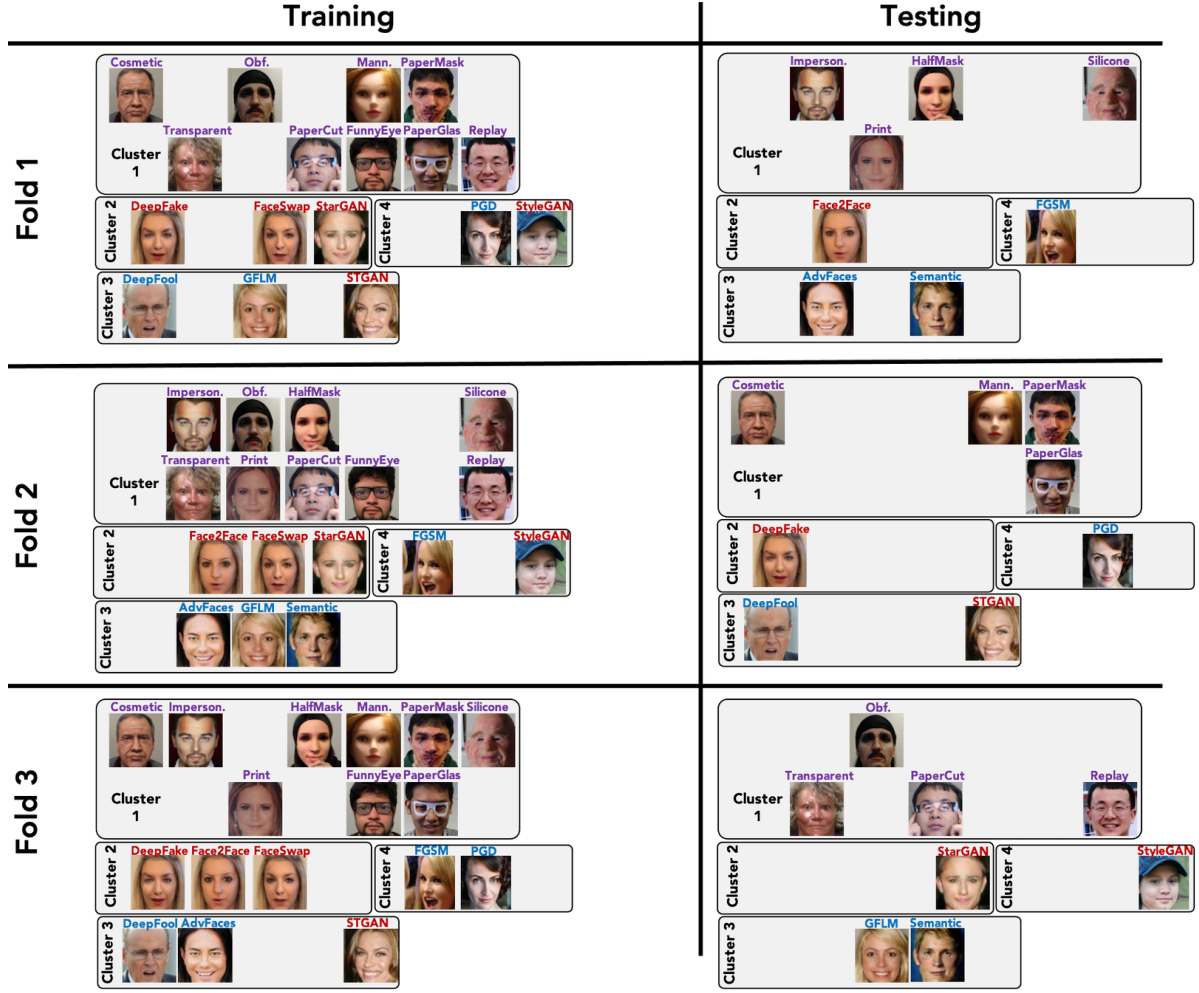 Training Testing
Fold 1
Cosmetic Obf. Mann. PaperMask
Transparent PaperCut FunnyEye PaperGlas Replay
Cluster
1
Cluster 2
DeepFake FaceSwap StarGAN
Cluster 4
PGD StyleGAN
Cluster 3
DeepFool GFLM STGAN
Imperson. HalfMask Silicone
Print
Cluster
1
Cluster 2
Face2Face
Cluster 4
FGSM
Cluster 3
AdvFaces Semantic
Fold 2
Imperson. Obf. HalfMask Silicone
Transparent Print PaperCut FunnyEye Replay
Cluster
1
Cluster 2
Face2Face FaceSwap StarGAN
Cluster 4
FGSM StyleGAN
Cluster 3
AdvFaces GFLM Semantic
Cosmetic Mann. PaperMask
PaperGlas
Cluster
1
Cluster 2
DeepFake
Cluster 4
PGD
Cluster 3
DeepFool STGAN
Fold 3
Cosmetic Imperson. HalfMask Mann. PaperMask Silicone
Print FunnyEye PaperGlas
Cluster
1
Cluster 2
DeepFake Face2Face FaceSwap
Cluster 4
FGSM PGD
Cluster 3
DeepFool AdvFaces STGAN
Obf.
Transparent PaperCut Replay
Cluster
1
Cluster 2
StarGAN
Cluster 4
StyleGAN
Cluster 3
GFLM Semantic